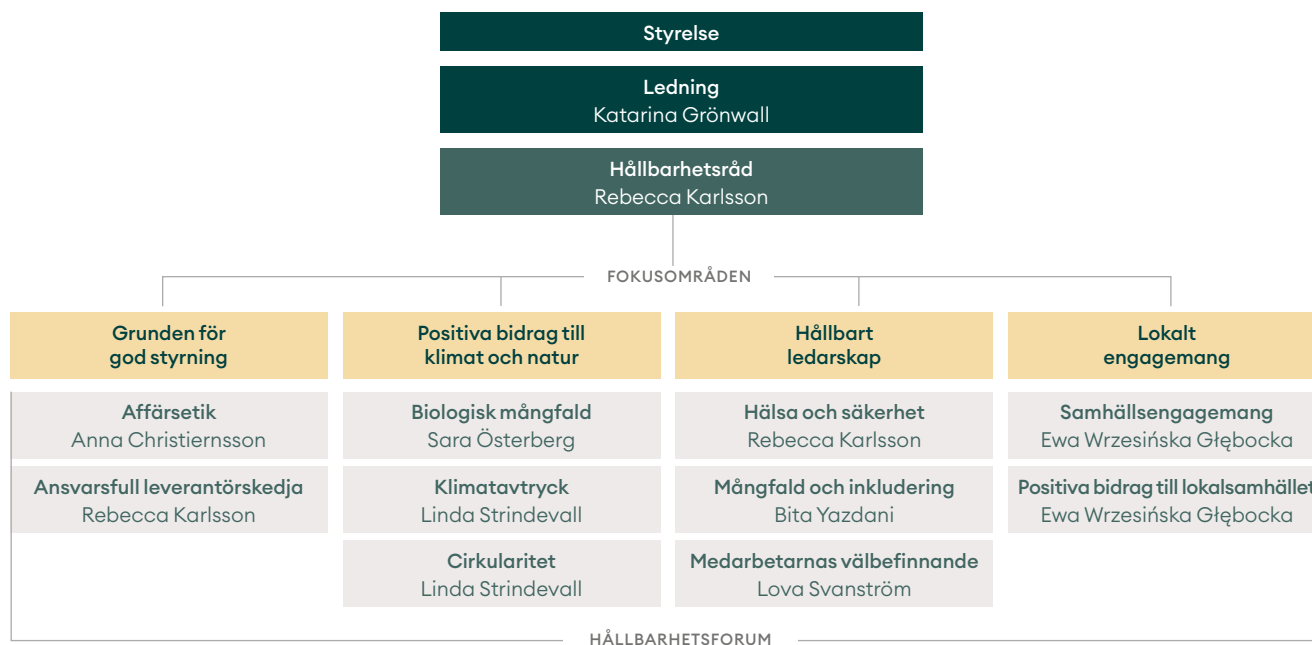 Styrelse
Ledning
Katarina Grönwall
Hållbarhetsråd
Rebecca Karlsson
FOKUSOMRÅDEN
Grunden för
god styrning
Affärsetik
Anna Christiernsson
Ansvarsfull leverantörskedja
Rebecca Karlsson
Positiva bidrag till
klimat och natur
Biologisk mångfald
Sara Österberg
Klimatavtryck
Linda Strindevall
Cirkularitet
Linda Strindevall
Hållbart
ledarskap
Hälsa och säkerhet
Rebecca Karlsson
Mångfald och inkludering
Bita Yazdani
Medarbetarnas välbefinnande
Lova Svanström
Lokalt
engagemang
Samhällsengagemang
Ewa Wrzesińska Głębocka
Positiva bidrag till lokalsamhället
Ewa Wrzesińska Głębocka
HÅLLBARHETSFORUM